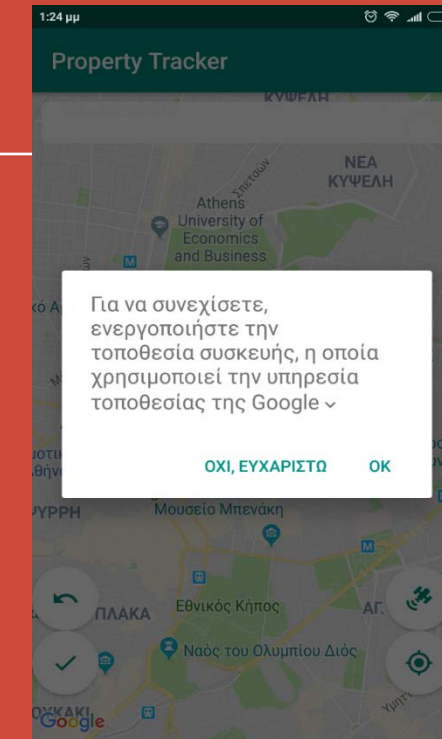 1:24 μμ
Property Tracker
ΚΥΨΕΛΗ
Σπετσών
ΝΕΑ
ΚΥΨΕΛΗ
Athens
University of
Economics
and Business
Για να συνεχίσετε,
ενεργοποιήστε την
τοποθεσία συσκευής, η οποία
χρησιμοποιεί την υπηρεσία
τοποθεσίας της Google
ΟΧΙ, ΕΥΧΑΡΙΣΤΩ OK
Μουσείο Μπενάκη
Εθνικός Κήπος
ΠΛΑΚΑ
ΑΓ.
Ναός του Ολυμπίου Διός
Google